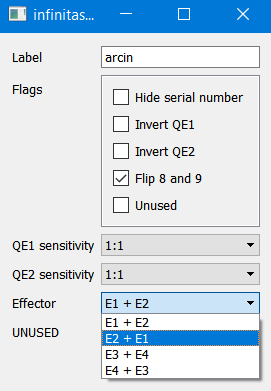 infinitas...
Label
arcin
Flags
Hide serial number
Invert QE1
Invert QE2
Flip 8 and 9
Unused
QE1 sensitivity
1:1
QE2 sensitivity
1:1
Effector
E1 + E2
E1 + E2
E2 + E1
E3 + E4
E4 + E3
UNUSED